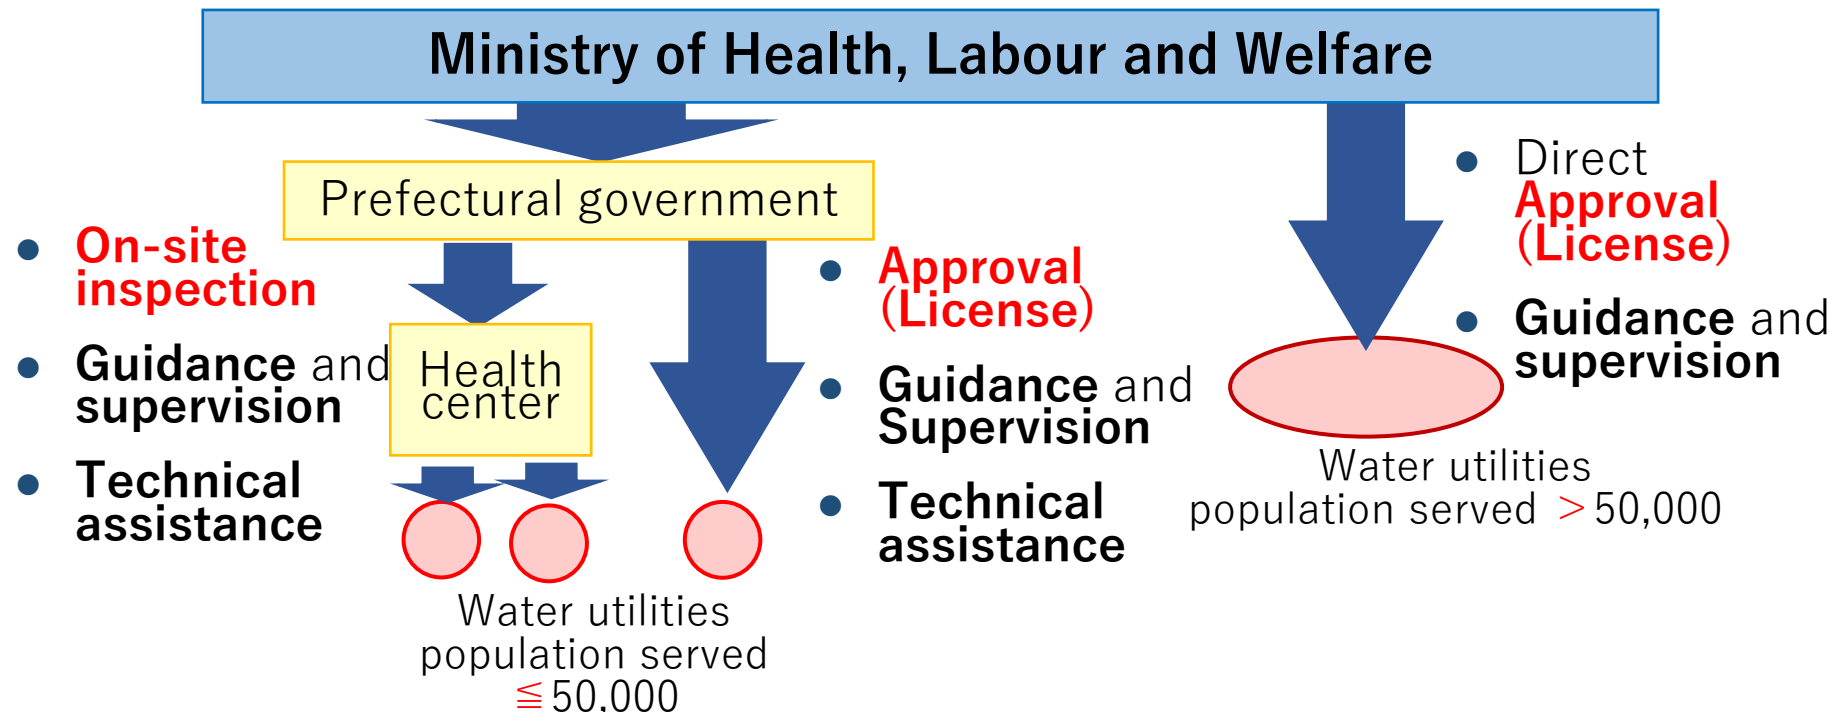 Ministry of Health, Labour and Welfare
Prefectural government
● On-site
inspection
● Guidance and
supervision
● Technical
assistance
Health
center
● Approval
(License)
● Guidance and
Supervision
● Technical
assistance
● Direct
Approval
(License)
● Guidance and
supervision
Water utilities
population served ≦ 50,000
Water utilities
population served > 50,000